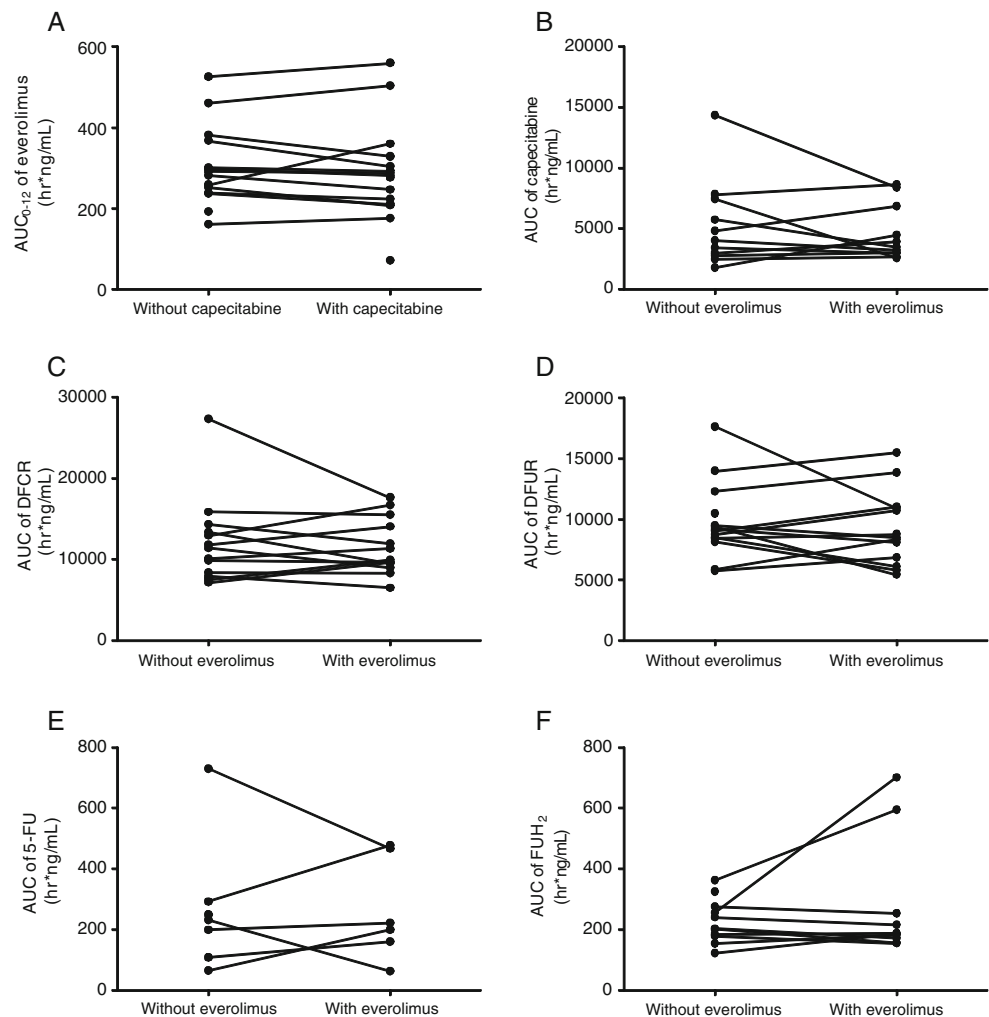 A
AUC0-12 of everolimus
(hr*ng/mL)
600
400
200
0
Without capecitabine
With capecitabine
B
AUC of capecitabine
(hr*ng/mL)
20000
15000
10000
5000
0
Without everolimus
With everolimus
C
AUC of DFCR
(hr*ng/mL)
30000
20000
10000
0
Without everolimus
With everolimus
D
AUC of DFUR
(hr*ng/mL)
20000
15000
10000
5000
0
Without everolimus
With everolimus
E
AUC of 5-FU
(hr*ng/mL)
800
600
400
200
0
Without everolimus
With everolimus
F
AUC of FUH2
(hr*ng/mL)
800
600
400
200
0
Without everolimus
With everolimus